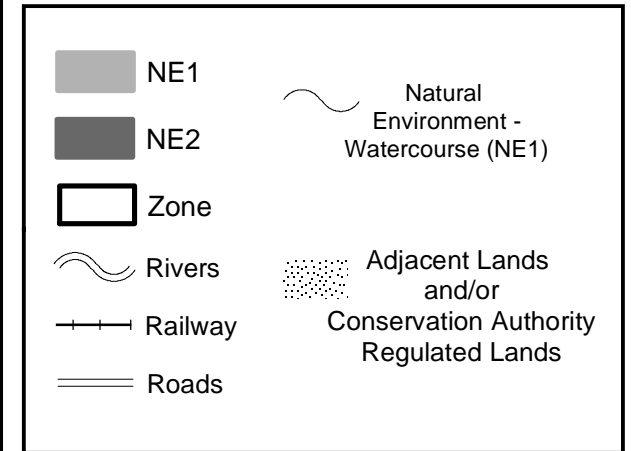 NE1
NE2
Zone
Rivers
Railway
Roads
Natural
Environment -
Watercourse (NE1)
Adjacent Lands
and/or
Conservation Authority
Regulated Lands